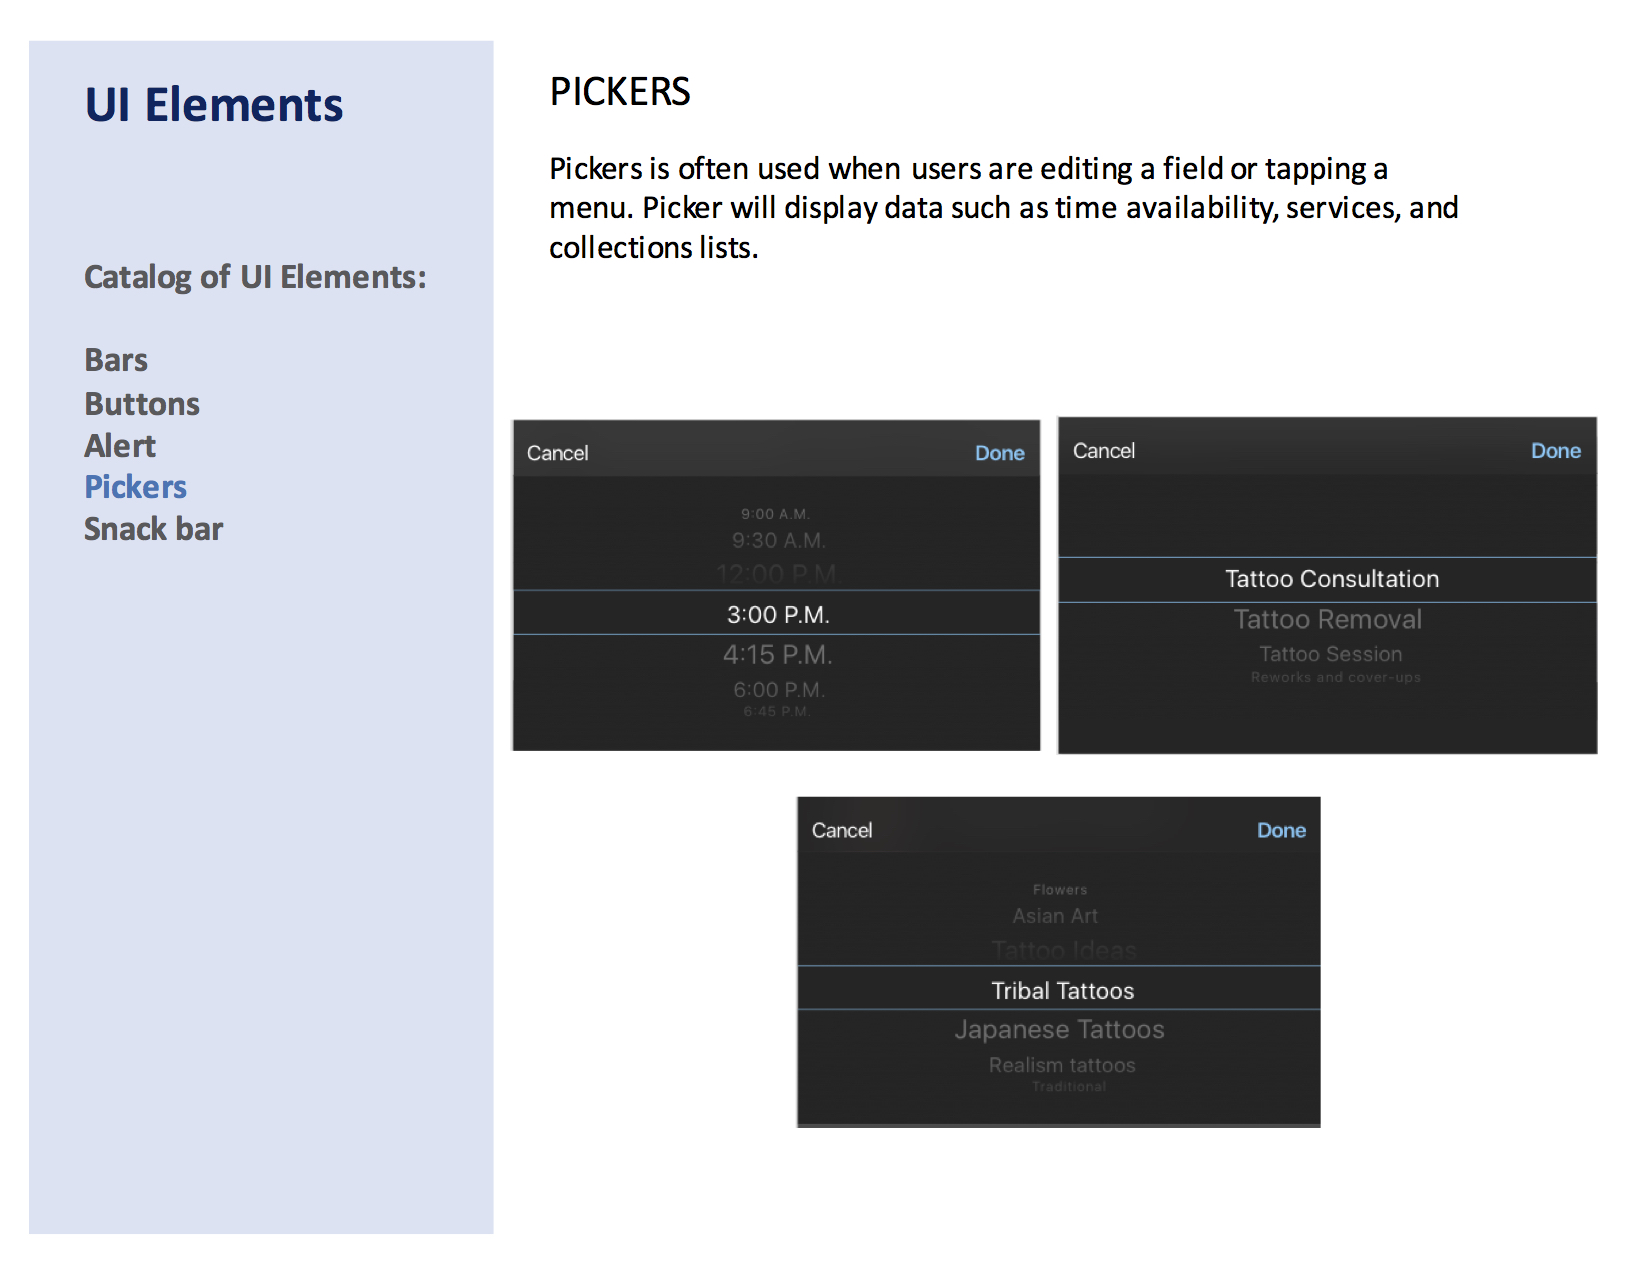 UI Elements
Catalog of UI Elements:
Bars
Buttons
Alert
Pickers
Snack bar
PICKERS
Pickers is often used when users are editing a field or tapping a
menu. Picker will display data such as time availability, services, and
collections lists.
Cancel Done
9:00 A.M.
9:30 A.M.
12:00 P.M.
3:00 P.M.
4:15 P.M.
6:00 P.M.
6:45 P.M.
Cancel Done
Tattoo Consultation
Tattoo Removal
Tattoo Session
Reworks and cover-ups
Cancel Done
Flowers
Asian Art
Tattoo Ideas
Tribal Tattoos
Japanese Tattoos
Realism tattoos
Traditional